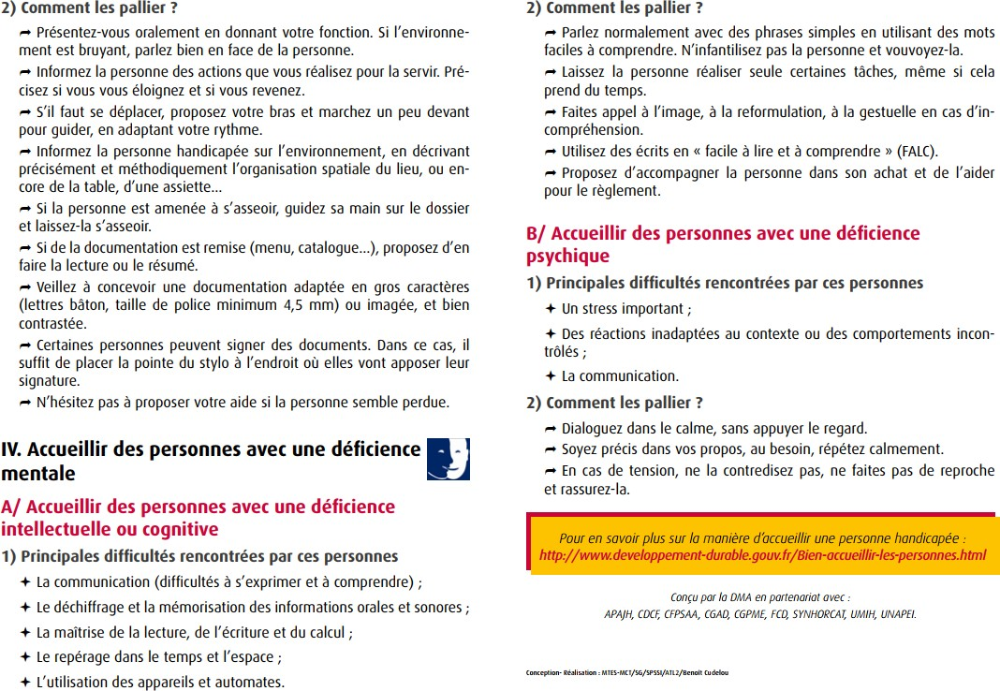 2) Comment les pallier ?
➦ Présentez-vous oralement en donnant votre fonction. Si l’environne-
ment est bruyant, parlez bien en face de la personne.
➦ Informez la personne des actions que vous réalisez pour la servir. Pré-
cisez si vous vous éloignez et si vous revenez.
➦ S’il faut se déplacer, proposez votre bras et marchez un peu devant
pour guider, en adaptant votre rythme.
➦ Informez la personne handicapée sur l’environnement, en décrivant
précisément et méthodiquement l’organisation spatiale du lieu, ou en-
core de la table, d’une assiette...
➦ Si la personne est amenée à s’asseoir, guidez sa main sur le dossier
et laissez-la s’asseoir.
➦ Si de la documentation est remise (menu, catalogue...), proposez d’en
faire la lecture ou le résumé.
➦ Veillez à concevoir une documentation adaptée en gros caractères
(lettres bâton, taille de police minimum 4,5 mm) ou imagée, et bien
contrastée.
➦ Certaines personnes peuvent signer des documents. Dans ce cas, il
suffit de placer la pointe du stylo à l’endroit où elles vont apposer leur
signature.
➦ N’hésitez pas à proposer votre aide si la personne semble perdue.
IV. Accueillir des personnes avec une déficience
mentale
A/ Accueillir des personnes avec une déficience
intellectuelle ou cognitive
1) Principales difficultés rencontrées par ces personnes
✦ La communication (difficultés à s’exprimer et à comprendre) ;
✦ Le déchiffrage et la mémorisation des informations orales et sonores ;
✦ La maîtrise de la lecture, de l’écriture et du calcul ;
✦ Le repérage dans le temps et l’espace ;
✦ L’utilisation des appareils et automates.
2) Comment les pallier ?
➦ Parlez normalement avec des phrases simples en utilisant des mots
faciles à comprendre. N’infantilisez pas la personne et vouvoyez-la.
➦ Laissez la personne réaliser seule certaines tâches, même si cela
prend du temps.
➦ Faites appel à l’image, à la reformulation, à la gestuelle en cas d’in-
compréhension.
➦ Utilisez des écrits en « facile à lire et à comprendre » (FALC).
➦ Proposez d’accompagner la personne dans son achat et de l’aider
pour le règlement.
B/ Accueillir des personnes avec une déficience
psychique
1) Principales difficultés rencontrées par ces personnes
✦ Un stress important ;
✦ Des réactions inadaptées au contexte ou des comportements incon-
trôlés ;
✦ La communication.
2) Comment les pallier ?
➦ Dialoguez dans le calme, sans appuyer le regard.
➦ Soyez précis dans vos propos, au besoin, répétez calmement.
➦ En cas de tension, ne la contredisez pas, ne faites pas de reproche
et rassurez-la.
Pour en savoir plus sur la manière d’accueillir une personne handicapée :
http://www.developpement-durable.gouv.fr/Bien-accueillir-les-personnes.html
Conçu par la DMA en partenariat avec :
APAJH, CDCF, CFPSAA, CGAD, CGPME, FCD, SYNHORCAT, UMIH, UNAPEI.
Conception- Réalisation : MTES-MCT/SG/SPSSI/ATL2/Benoît Cudelou